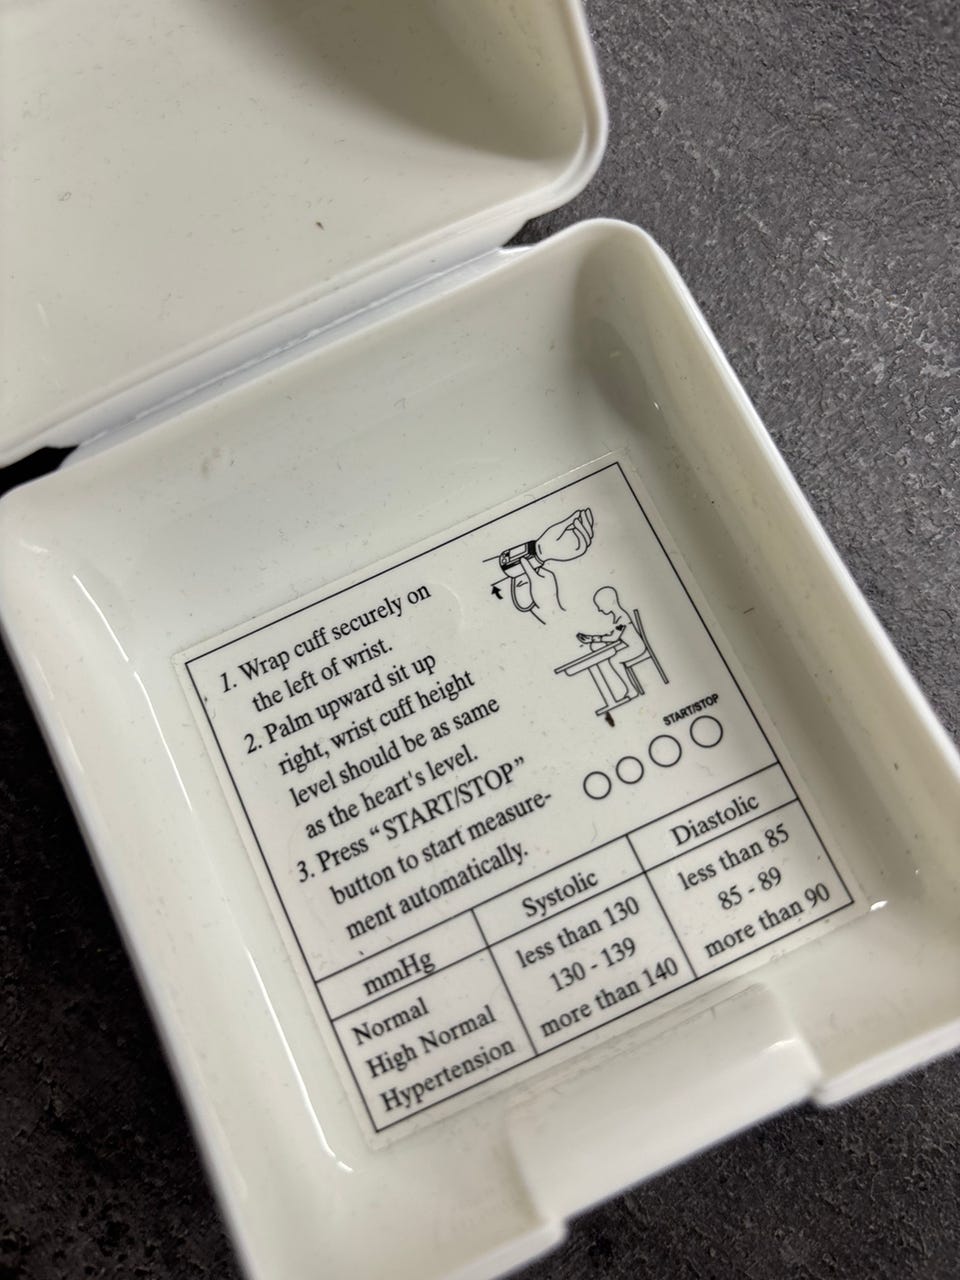 1. Wrap cuff securely on
the left of wrist.
2. Palm upward sit up
right, wrist cuff height
level should be as same
as the heart's level.
3. Press “START/STOP”
button to start measure-
ment automatically.
START/STOP
mmHg Systolic Diastolic
Normal less than 130 less than 85
High Normal 130 - 139 85 - 89
Hypertension more than 140 more than 90